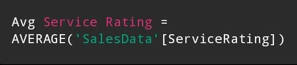 Avg Service Rating =
AVERAGE('SalesData'[ServiceRating])